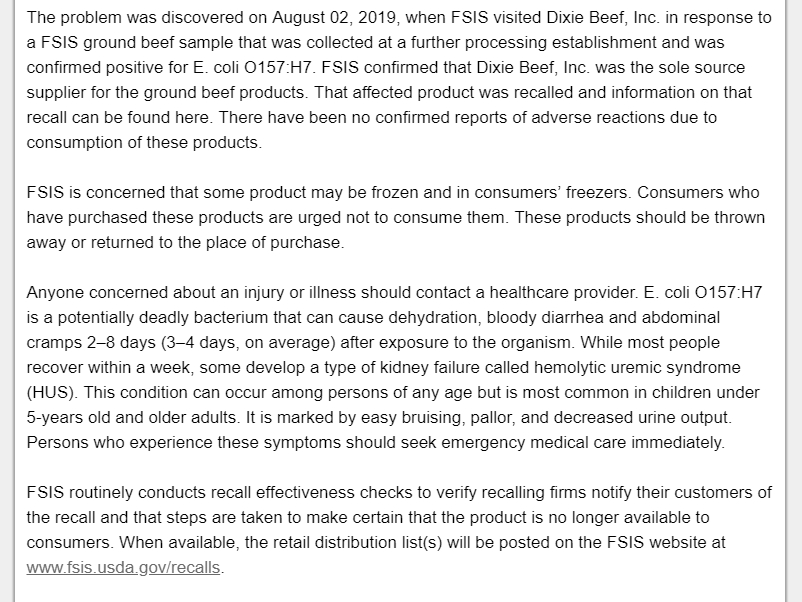 The problem was discovered on August 02, 2019, when FSIS visited Dixie Beef, Inc. in response to
a FSIS ground beef sample that was collected at a further processing establishment and was
confirmed positive for E. coli O157:H7. FSIS confirmed that Dixie Beef, Inc. was the sole source
supplier for the ground beef products. That affected product was recalled and information on that
recall can be found here. There have been no confirmed reports of adverse reactions due to
consumption of these products.
FSIS is concerned that some product may be frozen and in consumers’ freezers. Consumers who
have purchased these products are urged not to consume them. These products should be thrown
away or returned to the place of purchase.
Anyone concerned about an injury or illness should contact a healthcare provider. E. coli O157:H7
is a potentially deadly bacterium that can cause dehydration, bloody diarrhea and abdominal
cramps 2–8 days (3–4 days, on average) after exposure to the organism. While most people
recover within a week, some develop a type of kidney failure called hemolytic uremic syndrome
(HUS). This condition can occur among persons of any age but is most common in children under
5-years old and older adults. It is marked by easy bruising, pallor, and decreased urine output.
Persons who experience these symptoms should seek emergency medical care immediately.
FSIS routinely conducts recall effectiveness checks to verify recalling firms notify their customers of
the recall and that steps are taken to make certain that the product is no longer available to
consumers. When available, the retail distribution list(s) will be posted on the FSIS website at
www.fsis.usda.gov/recalls.